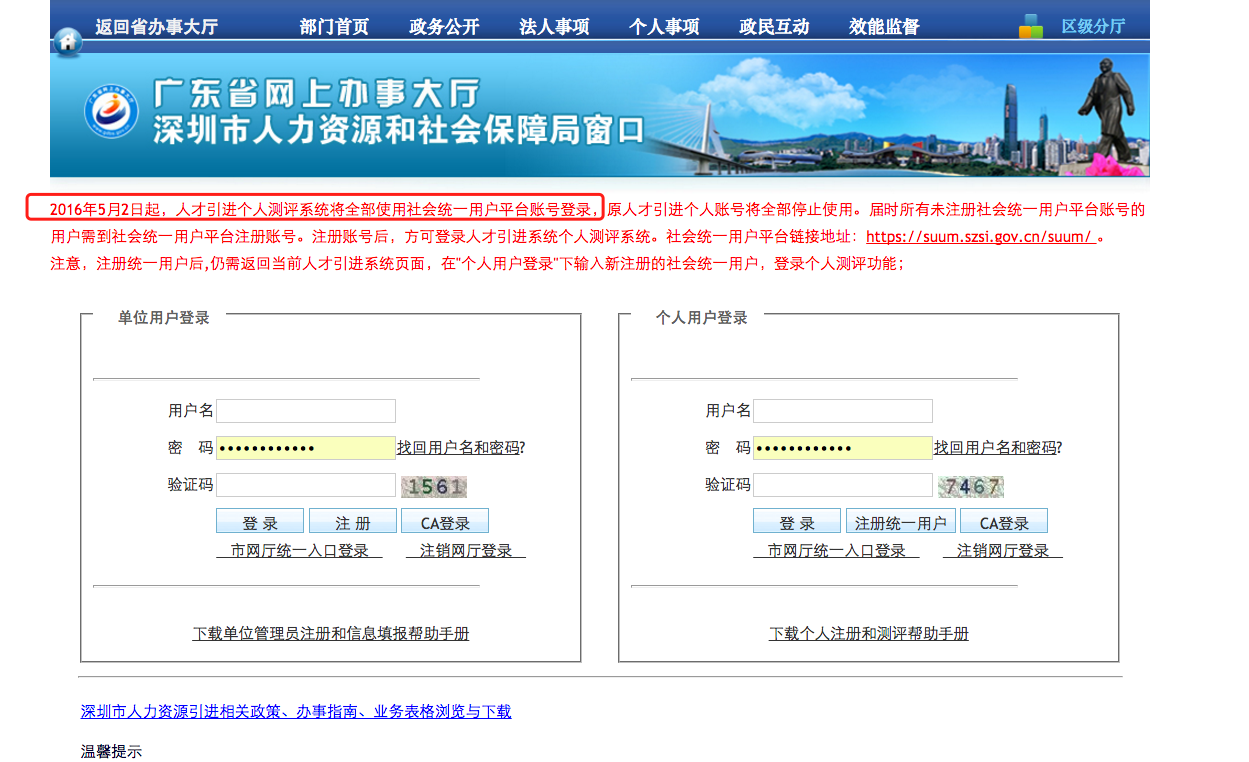 返回省办事大厅 部门首页 政务公开 法人事项 个人事项 政民互动 效能监督 区级分厅
广东省网上办事大厅
深圳市人力资源和社会保障局窗口
2016年5月2日起，人才引进个人测评系统将全部使用社会统一用户平台账号登录，原人才引进个人账号将全部停止使用。届时所有未注册社会统一用户平台账号的
用户需到社会统一用户平台注册账号。注册账号后，方可登录人才引进系统个人测评系统。社会统一用户平台链接地址：https://suum.szsi.gov.cn/suum/ 。
注意，注册统一用户后,仍需返回当前人才引进系统页面，在"个人用户登录"下输入新注册的社会统一用户，登录个人测评功能；
单位用户登录
用户名
密 码 ●●●●●●●●●●●● 找回用户名和密码?
验证码 1561
登 录 注 册 CA登录
市网厅统一入口登录 注销网厅登录
下载单位管理员注册和信息填报帮助手册
个人用户登录
用户名
密 码 ●●●●●●●●●●●● 找回用户名和密码?
验证码 7467
登 录 注册统一用户 CA登录
市网厅统一入口登录 注销网厅登录
下载个人注册和测评帮助手册
深圳市人力资源引进相关政策、办事指南、业务表格浏览与下载
温馨提示